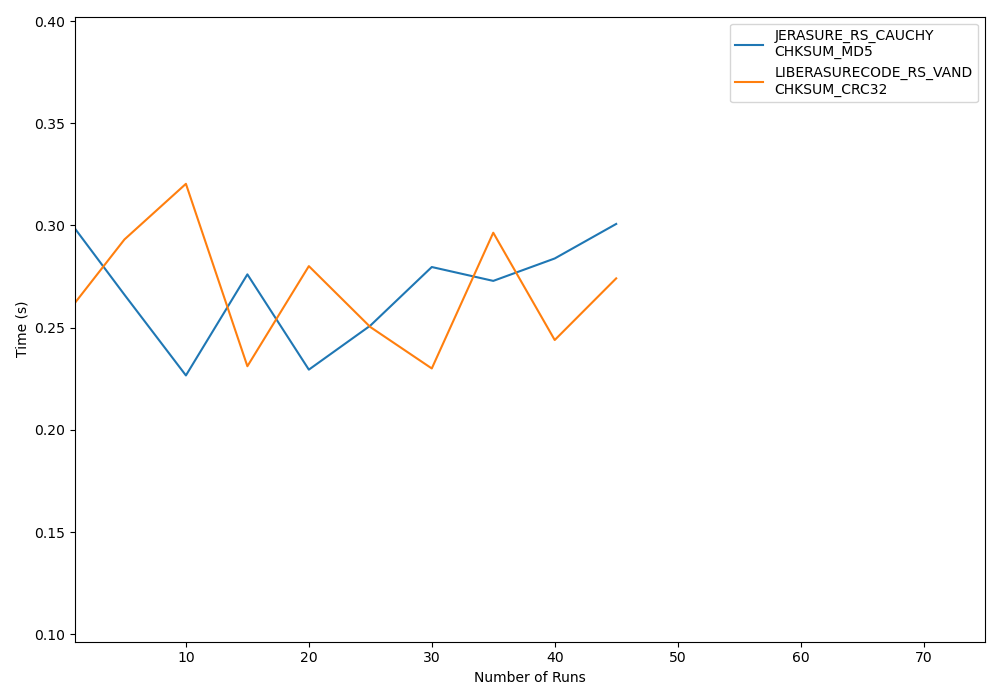 0.40
0.35
0.30
0.25
0.20
0.15
0.10
Time (s)
10 20 30 40 50 60 70
Number of Runs
JERASURE_RS_CAUCHY
CHKSUM_MD5
LIBERASURECODE_RS_VAND
CHKSUM_CRC32